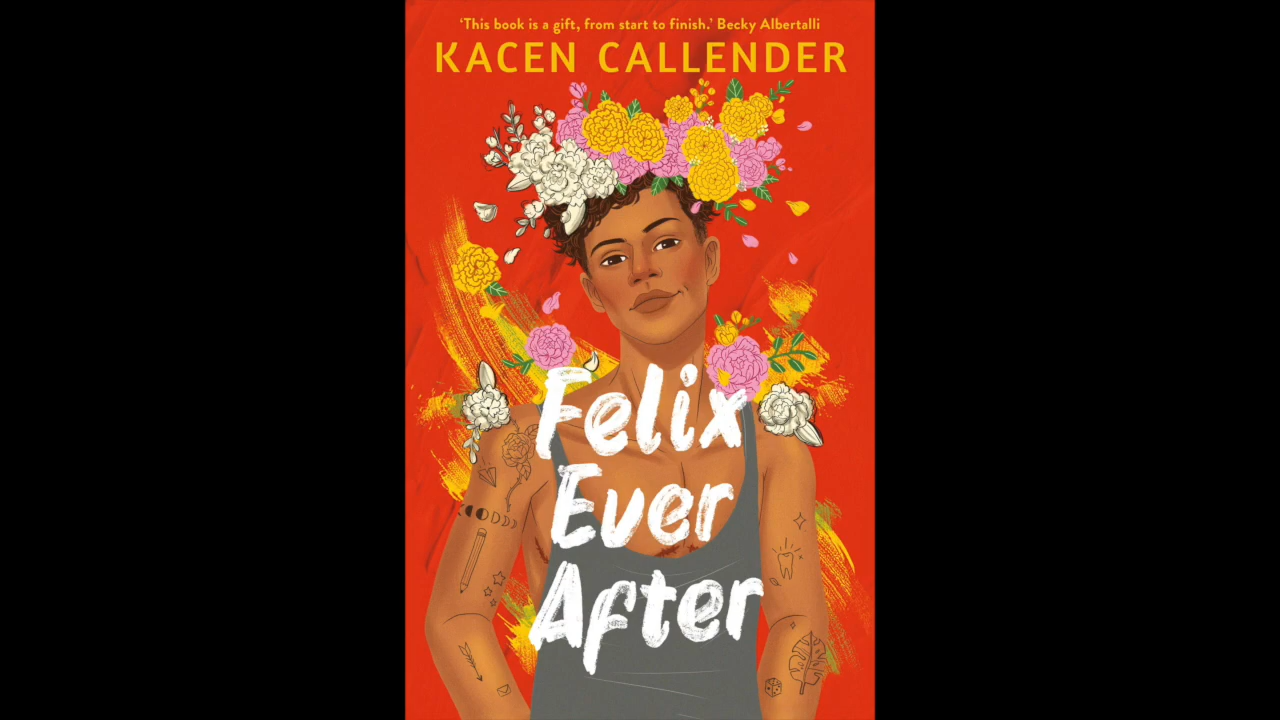 ‘This book is a gift, from start to finish.’ Becky Albertalli
KACEN CALLENDER
Felix
Ever
After